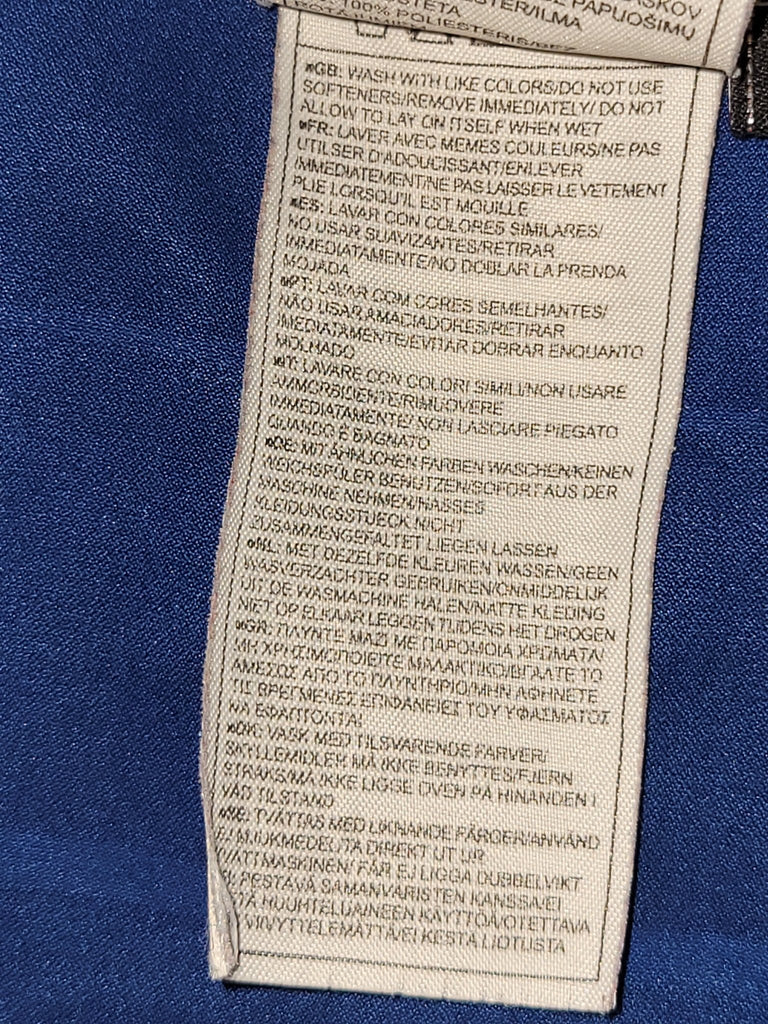 PAPUOŠIMŲ
100% POLIESTERIS/BEZ
*GB: WASH WITH LIKE COLORS/DO NOT USE
SOFTENERS/REMOVE IMMEDIATELY/ DO NOT
ALLOW TO LAY ON ITSELF WHEN WET
*FR: LAVER AVEC MEMES COULEURS/NE PAS
UTILSER D'ADOUCISSANT/ENLEVER
IMMEDIATEMENT/NE PAS LAISSER LE VETEMENT
PLIE LORSQU'IL EST MOUILLE
*ES: LAVAR CON COLORES SIMILARES/
NO USAR SUAVIZANTES/RETIRAR
INMEDIATAMENTE/NO DOBLAR LA PRENDA
MOJADA
*PT: LAVAR COM CORES SEMELHANTES/
NÃO USAR AMACIADORES/RETIRAR
IMEDIATAMENTE/EVITAR DOBRAR ENQUANTO
MOLHADO
*IT: LAVARE CON COLORI SIMILI/NON USARE
AMMORBIDENTE/RIMUOVERE
IMMEDIATAMENTE/ NON LASCIARE PIEGATO
QUANDO È BAGNATO
*DE: MIT ÄHNLICHEN FARBEN WASCHEN/KEINEN
WEICHSPÜLER BENUTZEN/SOFORT AUS DER
MASCHINE NEHMEN/NASSES
KLEIDUNGSSTUECK NICHT
ZUSAMMENGEFALTET LIEGEN LASSEN
*NL: MET DEZELFDE KLEUREN WASSEN/GEEN
WASVERZACHTER GEBRUIKEN/ONMIDDELIJK
UIT DE WASMACHINE HALEN/NATTE KLEDING
NIET OP ELKAAR LEGGEN TIJDENS HET DROGEN
*GR: ΠΛΥΝΤΕ ΜΑΖΙ ΜΕ ΠΑΡΟΜΟΙΑ ΧΡΩΜΑΤΑ/
ΜΗ ΧΡΗΣΙΜΟΠΟΙΕΙΤΕ ΜΑΛΑΚΤΙΚΟ/ΒΓΑΛΤΕ ΤΟ
ΑΜΕΣΩΣ ΑΠΟ ΤΟ ΠΛΥΝΤΗΡΙΟ/ΜΗΝ ΑΦΗΝΕΤΕ
ΤΙΣ ΒΡΕΓΜΕΝΕΣ ΕΠΙΦΑΝΕΙΕΣ ΤΟΥ ΥΦΑΣΜΑΤΟΣ
ΝΑ ΕΦΑΠΤΟΝΤΑΙ
*DK: VASK MED TILSVARENDE FARVER/
SKYLLEMIDLER MÅ IKKE BENYTTES/FJERN
STRAKS/MÅ IKKE LIGGE OVEN PÅ HINANDEN I
VÅD TILSTAND
*SE: TVÄTTAS MED LIKNANDE FÄRGER/ANVÄND
EJ MJUKMEDEL/TA DIREKT UT UR
TVÄTTMASKINEN/ FÅR EJ LIGGA DUBBELVIKT
PESTÄVÄ SAMANVÄRISTEN KANSSA/EI
HUUHTELUAINEEN KÄYTTÖÄ/OTETTAVA
EI KESTÄ LIOTUSTA